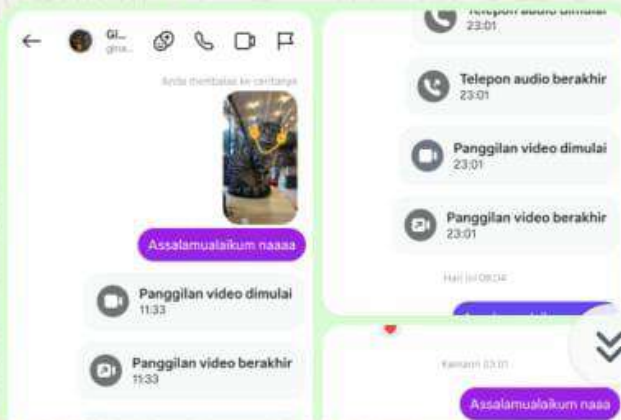 Gi...
gina...
Anda membalas ke ceritanya
Assalamualaikum naaaa
Panggilan video dimulai
11:33
Panggilan video berakhir
11:33
Telepon audio dimulai
23:01
Telepon audio berakhir
23:01
Panggilan video dimulai
23:01
Panggilan video berakhir
23:01
Hari ini 08:04
Kemarin 03:01
Assalamualaikum naaa